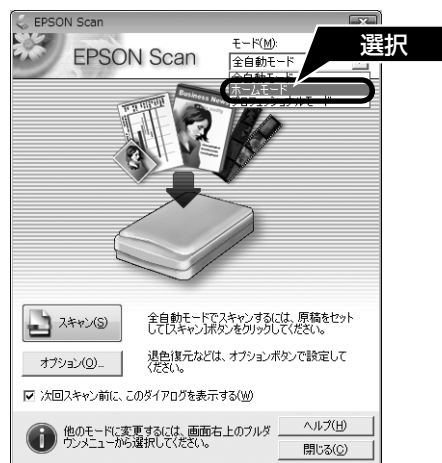 EPSON Scan
EPSON Scan
モード(M):
全自動モード
選択
全自動モード
ホームモード
プロフェッショナルモード
Business News
スキャン(S)
全自動モードでスキャンするには、原稿をセット
して[スキャン]ボタンをクリックしてください。
オプション(O)...
退色復元などは、オプションボタンで設定して
ください。
次回スキャン前に、このダイアログを表示する(W)
他のモードに変更するには、画面右上のプルダ
ウンメニューから選択してください。
ヘルプ(H)
閉じる(C)